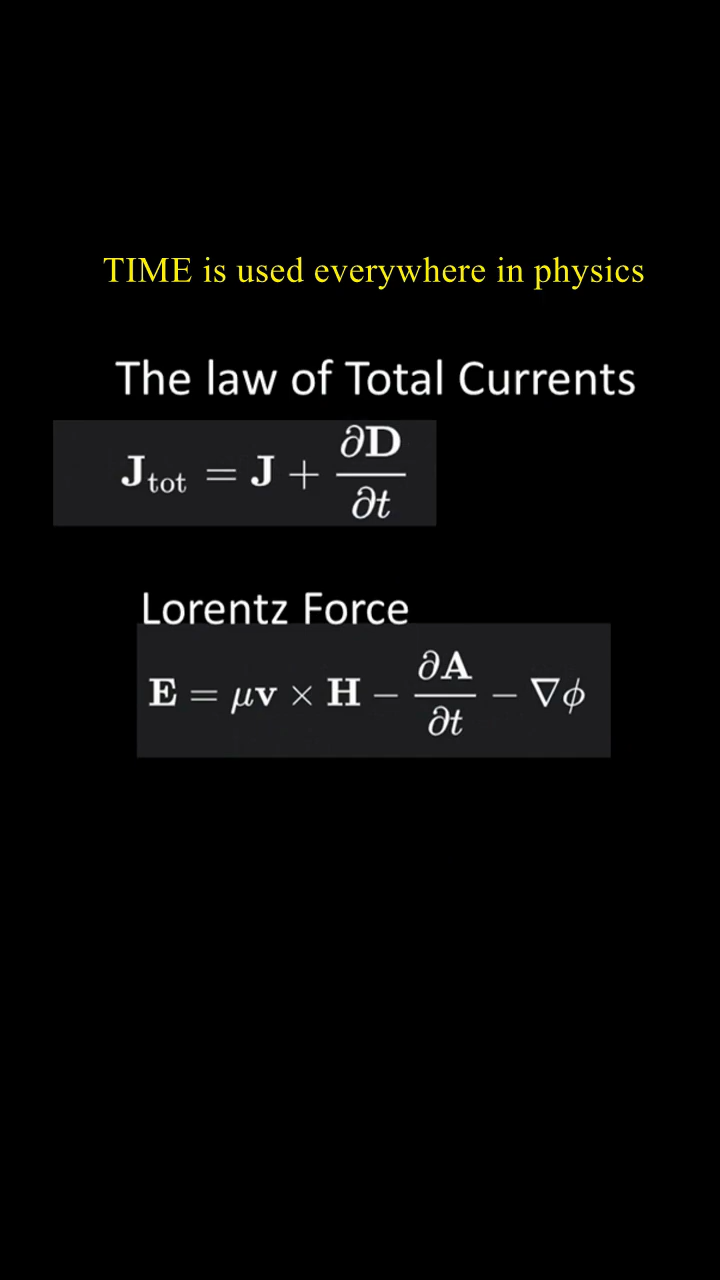 TIME is used everywhere in physics
The law of Total Currents
J_tot = J + ∂D/∂t
Lorentz Force
E = μv × H − ∂A/∂t − ∇ϕ